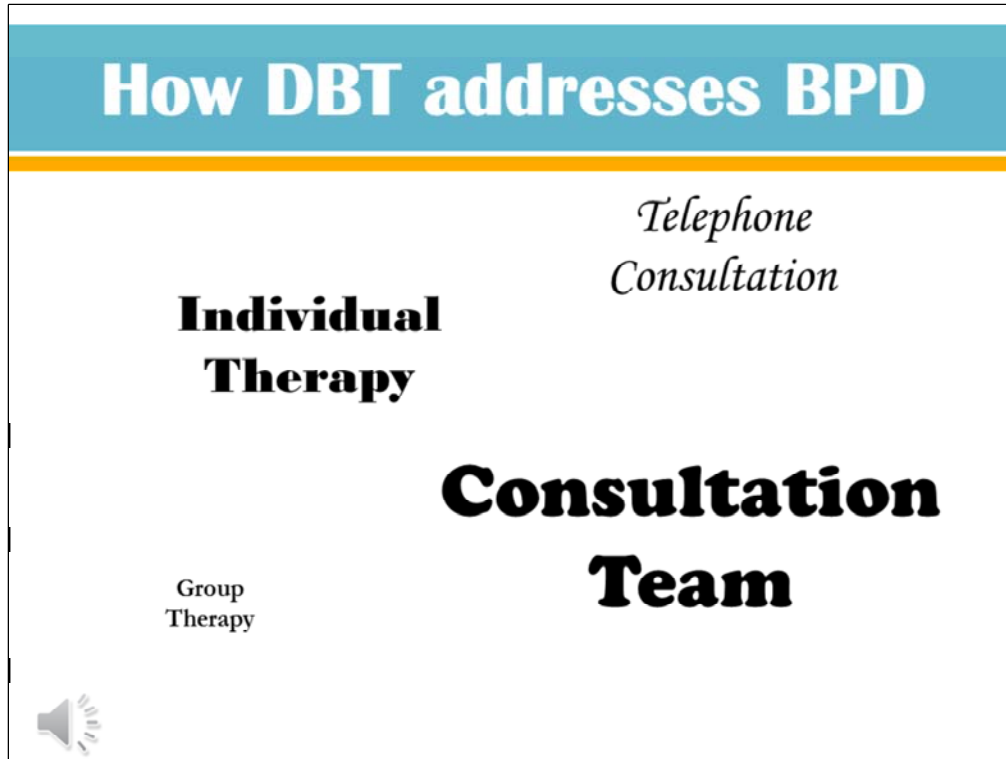 How DBT addresses BPD
Telephone
Consultation
Individual
Therapy
Consultation
Team
Group
Therapy